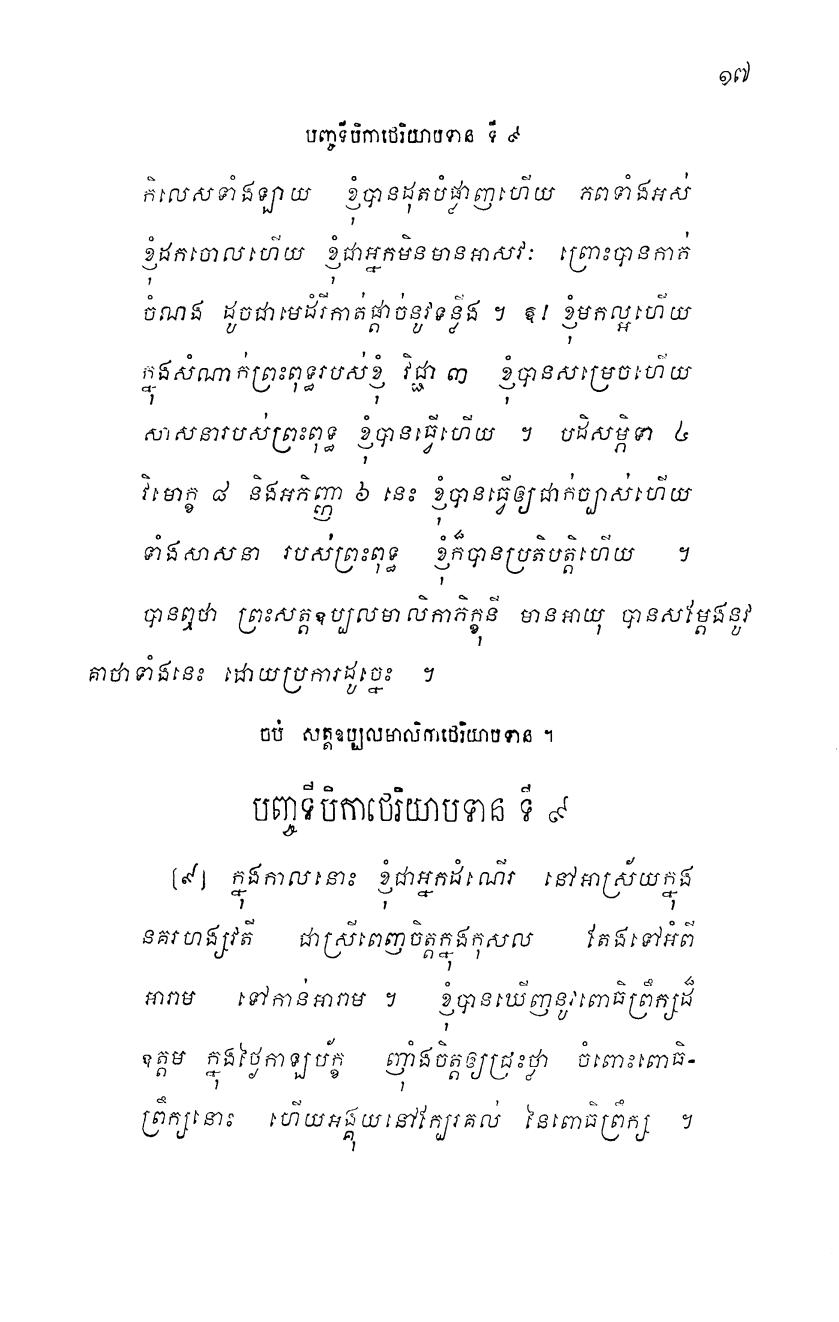 ១៧
បញ្ចទីបិកាថេរិយាបទាន ទី ៩
កិលេសទាំងឡាយ ខ្ញុំបានដុតបំផ្លាញហើយ ភពទាំងអស់
ខ្ញុំដកចោលហើយ ខ្ញុំជាអ្នកមិនមានអាសវៈ ព្រោះបានកាត់
ចំណង ដូចជាមេដំរីកាត់ផ្តាច់នូវទន្លីង ។ ឱ! ខ្ញុំមកល្អហើយ
ក្នុងសំណាក់ព្រះពុទ្ធរបស់ខ្ញុំ វិជ្ជា ៣ ខ្ញុំបានសម្រេចហើយ
សាសនារបស់ព្រះពុទ្ធ ខ្ញុំបានធ្វើហើយ ។ បដិសម្ភិទា ៤
វិមោក្ខ ៨ និងអភិញ្ញា ៦ នេះ ខ្ញុំបានធ្វើឲ្យជាក់ច្បាស់ហើយ
ទាំងសាសនា របស់ព្រះពុទ្ធ ខ្ញុំក៏បានប្រតិបត្តិហើយ ។
បានឮថា ព្រះសត្តឧប្បលមាលិកាភិក្ខុនី មានអាយុ បានសម្តែងនូវ
គាថាទាំងនេះ ដោយប្រការដូច្នេះ ។
ចប់ សត្តឧប្បលមាលិកាថេរិយាបទាន ។
បញ្ចទីបិកាថេរិយាបទាន ទី ៩
[៩] ក្នុងកាលនោះ ខ្ញុំជាអ្នកដំណើរ នៅអាស្រ័យក្នុង
នគរហង្សវតី ជាស្រីពេញចិត្តក្នុងកុសល តែងទៅអំពី
អារាម ទៅកាន់អារាម ។ ខ្ញុំបានឃើញនូវពោធិព្រឹក្សដ៏
ឧត្តម ក្នុងថ្ងៃកាឡបក្ខ័ ញ៉ាំងចិត្តឲ្យជ្រះថ្លា ចំពោះពោធិ-
ព្រឹក្សនោះ ហើយអង្គុយនៅក្បែរគល់ នៃពោធិព្រឹក្ស ។